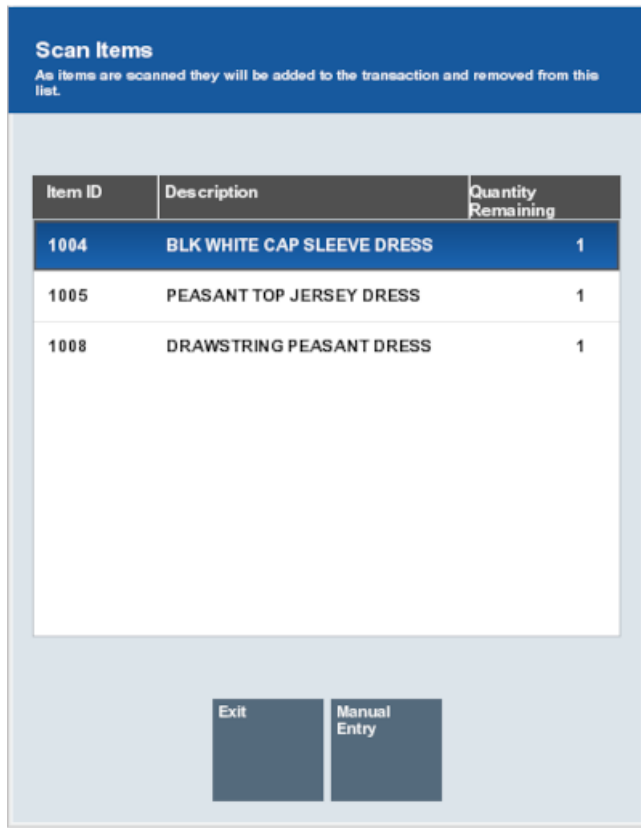 Scan Items
As items are scanned they will be added to the transaction and removed from this
list.
Item ID Description Quantity
Remaining
1004 BLK WHITE CAP SLEEVE DRESS 1
1005 PEASANT TOP JERSEY DRESS 1
1008 DRAWSTRING PEASANT DRESS 1
Exit Manual
Entry